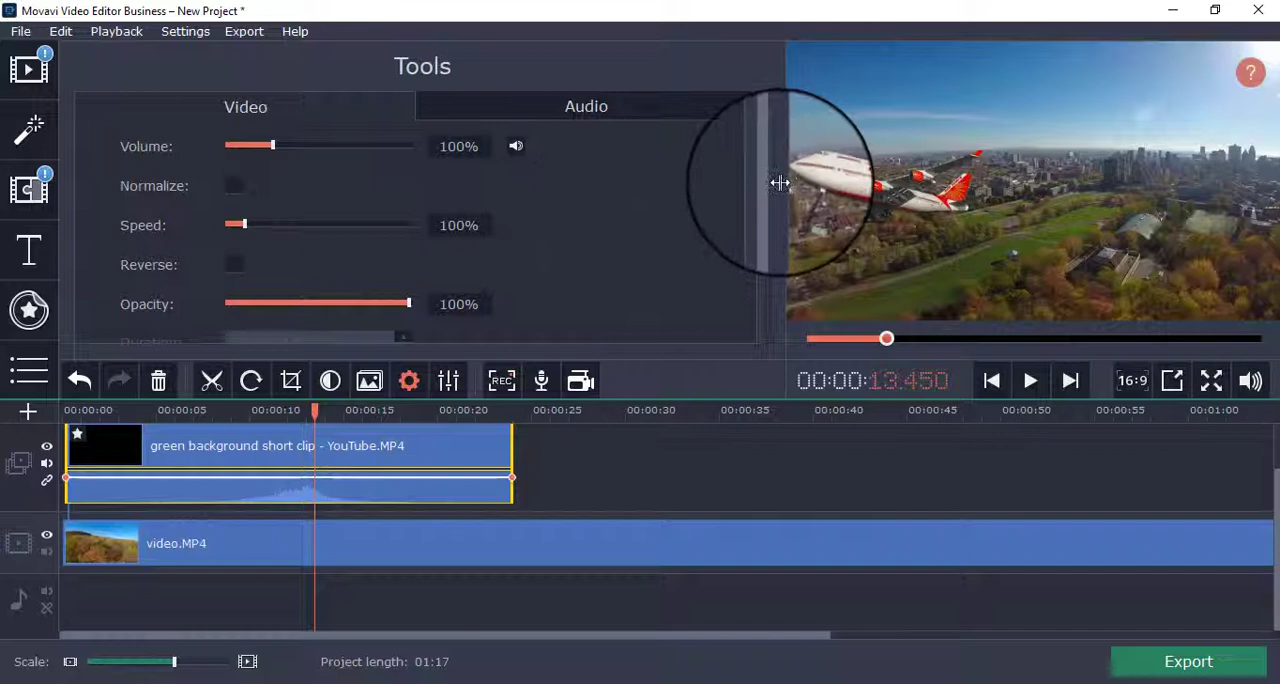 Movavi Video Editor Business – New Project *
File Edit Playback Settings Export Help
Tools
?
Video Audio
Volume: 100%
Normalize:
Speed: 100%
Reverse:
Opacity: 100%
REC 00:00:13.450 16:9
00:00:00 00:00:05 00:00:10 00:00:15 00:00:20 00:00:25 00:00:30 00:00:35 00:00:40 00:00:45 00:00:50 00:00:55 00:01:00
green background short clip - YouTube.MP4
video.MP4
Scale: Project length: 01:17 Export